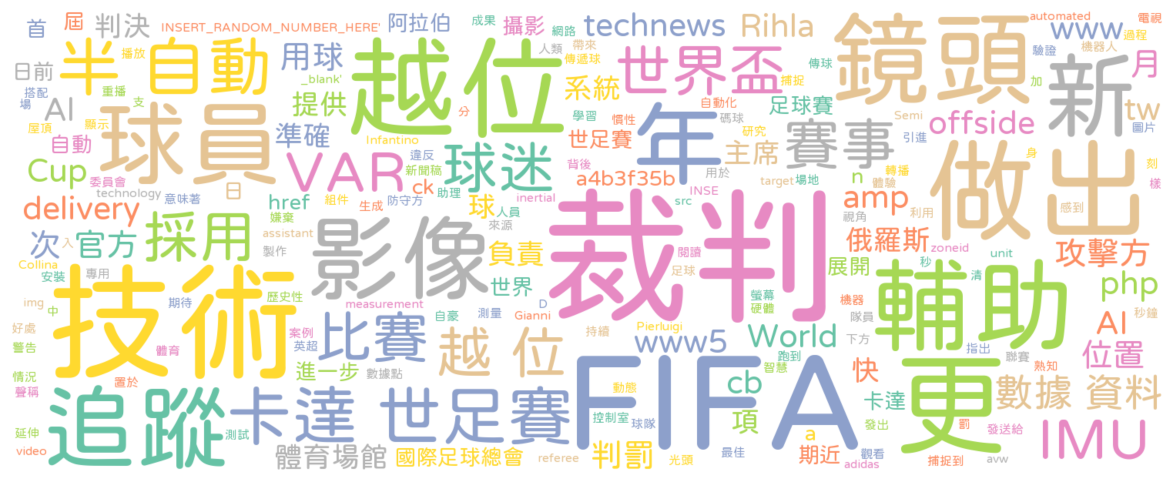 首 屆 判決 INSERT_RANDOM_NUMBER_HERE' 阿拉伯 成果 網路 攝影 technews Rihla automated 電視
日前 半 自動 用球 越位 人類 帶來 傳遞球 世界盃 鏡頭 www 過程
搭配 場 播放 重播 _blank' 系統 捕捉 傳球 驗證 機器人 月
AI 支 提供 分 自動化 足球賽 加 新 tw
屋頂 顯示 球員 準確 Infantino 學習 慣性 碼球 Semi 引進 圖片
自動 違反 球迷 世足賽 年 研究 主席 賽事 offside
Cup 委員會 VAR 新聞稿 助理 背後 用於 轉播 身 刻
technology 意味著 日 組件 防守方 ck a4b3f35b target 場地 n 體驗 感到 樣
delivery href 嫌棄 生成 球 人員 inertial INSE src amp 利用 做出
次 官方 採用 入 assistant 影像 來源 裁判 視角 俄羅斯 zoneid 攻擊方
Collina 安裝 專用 製作 負責 閱讀 展開 秒 unit
img 中 歷史性 世界 足球 螢幕 硬體 機器 清 php
好處 期待 技術 measurement 自豪 測量 D Gianni 持續 Pierluigi World 隊員 輔助 秒鐘
警告 體育 案例 英超 比賽 越 位 www5 跑到 智慧 下方 指出 聯賽 AI 位置
情況 聲稱 置於 進一步 數據點 動態 cb 快 更 熟知
追蹤 卡達 世足賽 控制室 FIFA 項 卡達 數據 資料
延伸 測試 球隊 a 發出 罰 發送給
video 體育場館 國際足球總會 referee 判罰 光頭 最佳 期近 觀看 adidas 捕捉到 avw IMU